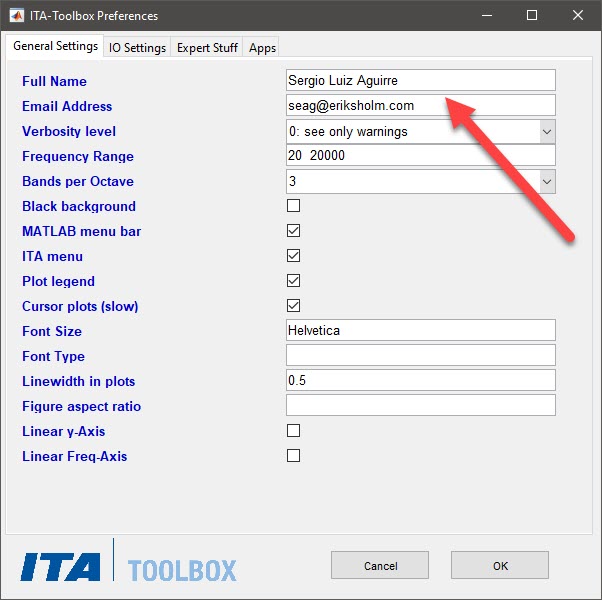 ITA-Toolbox Preferences
General Settings IO Settings Expert Stuff Apps
Full Name Sergio Luiz Aguirre
Email Address seag@eriksholm.com
Verbosity level 0: see only warnings
Frequency Range 20 20000
Bands per Octave 3
Black background
MATLAB menu bar
ITA menu
Plot legend
Cursor plots (slow)
Font Size Helvetica
Font Type
Linewidth in plots 0.5
Figure aspect ratio
Linear y-Axis
Linear Freq-Axis
ITA TOOLBOX Cancel OK